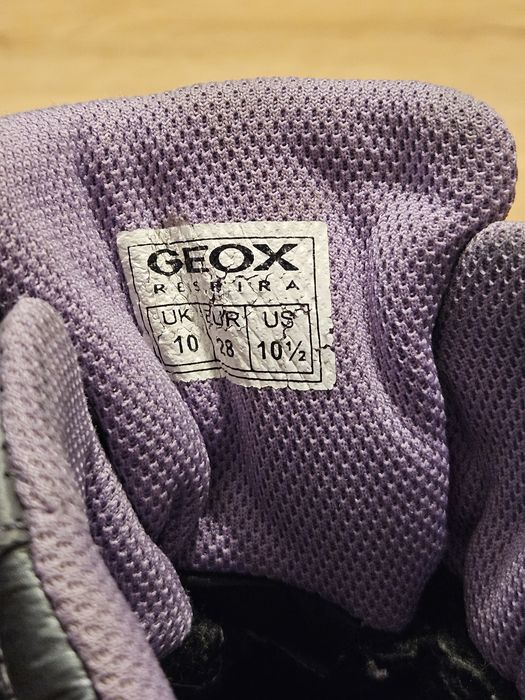 GEOX
RESPIRA
UK EUR US
10 28 10½